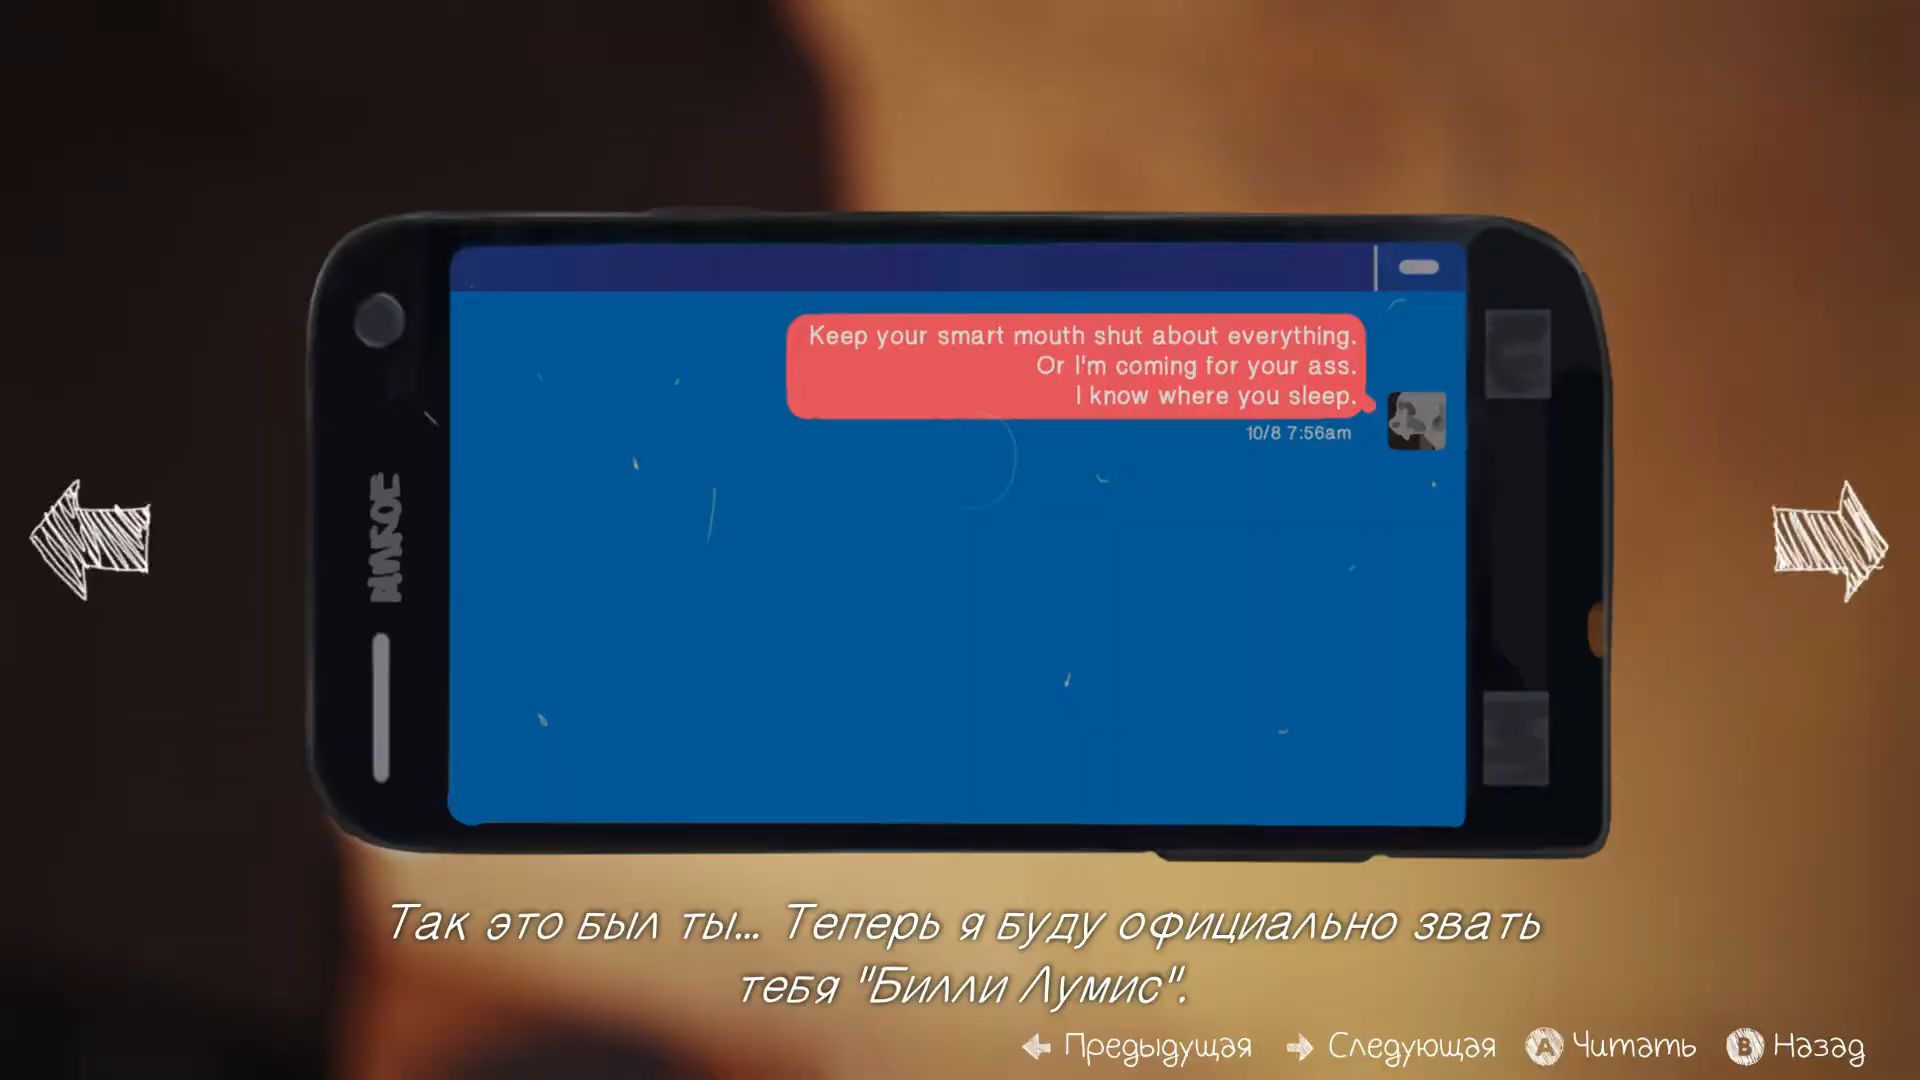 Keep your smart mouth shut about everything.
Or I'm coming for your ass.
I know where you sleep.
10/8 7:56am
Так это был ты... Теперь я буду официально звать
тебя "Билли Лумис".
Предыдущая Следующая A Читать B Назад